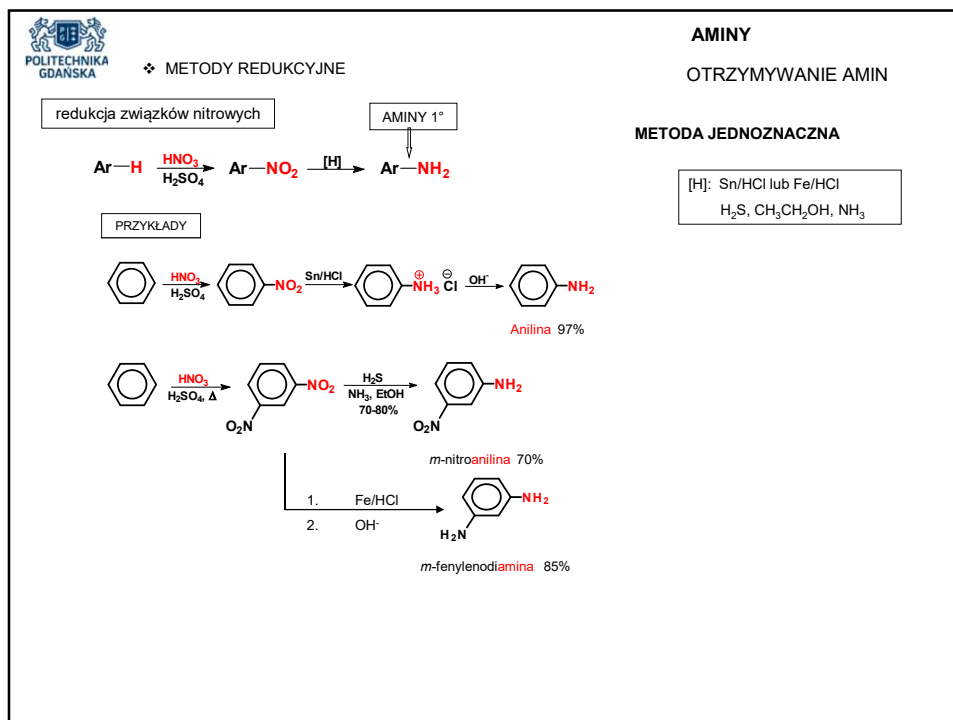 POLITECHNIKA
GDAŃSKA
AMINY
❖ METODY REDUKCYJNE
OTRZYMYWANIE AMIN
redukcja związków nitrowych
AMINY 1°
METODA JEDNOZNACZNA
Ar—H HNO₃ H₂SO₄ Ar—NO₂ [H] Ar—NH₂
[H]: Sn/HCl lub Fe/HCl
H₂S, CH₃CH₂OH, NH₃
PRZYKŁADY
HNO₃ H₂SO₄ NO₂ Sn/HCl NH₃ ⊕ ⊖ Cl OH⁻ NH₂
Anilina 97%
HNO₃ H₂SO₄, Δ NO₂ O₂N H₂S NH₃, EtOH 70-80% NH₂ O₂N
m-nitroanilina 70%
1. Fe/HCl
2. OH⁻
NH₂ H₂N
m-fenylenodiamina 85%